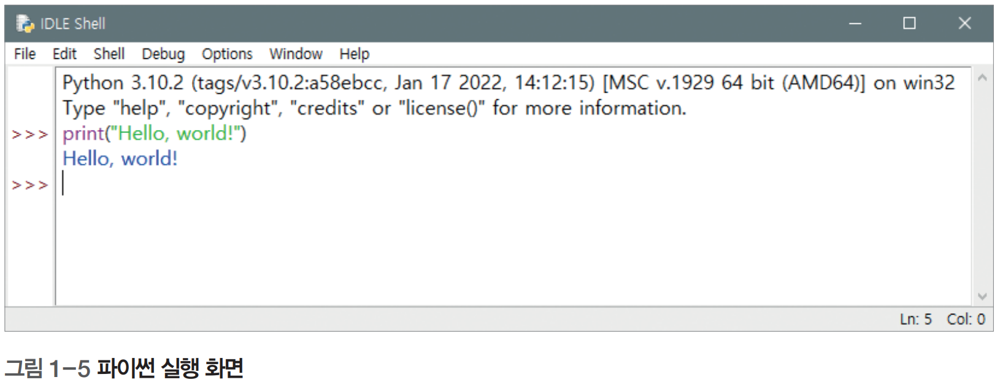 IDLE Shell
File Edit Shell Debug Options Window Help
Python 3.10.2 (tags/v3.10.2:a58ebcc, Jan 17 2022, 14:12:15) [MSC v.1929 64 bit (AMD64)] on win32
Type "help", "copyright", "credits" or "license()" for more information.
>>> print("Hello, world!")
Hello, world!
>>>
Ln: 5 Col: 0
그림 1-5 파이썬 실행 화면